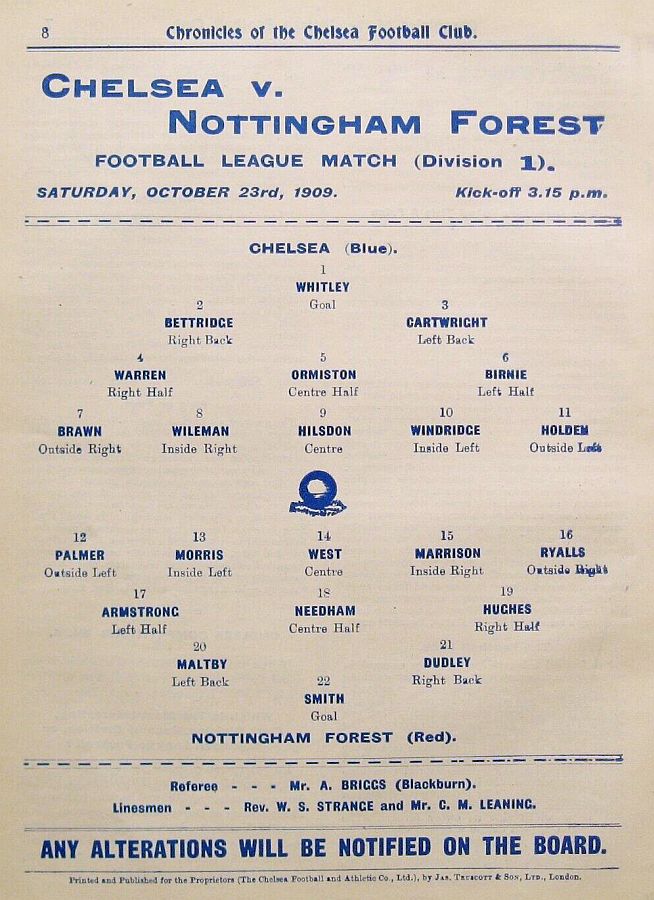 8 Chronicles of the Chelsea Football Club.
CHELSEA v.
NOTTINGHAM FOREST
FOOTBALL LEAGUE MATCH (Division 1).
SATURDAY, OCTOBER 23rd, 1909. Kick-off 3.15 p.m.
CHELSEA (Blue).
1
WHITLEY
Goal
2 3
BETTRIDGE CARTWRIGHT
Right Back Left Back
4 5 6
WARREN ORMISTON BIRNIE
Right Half Centre Half Left Half
7 8 9 10 11
BRAWN WILEMAN HILSDON WINDRIDGE HOLDEN
Outside Right Inside Right Centre Inside Left Outside Left
12 13 14 15 16
PALMER MORRIS WEST MARRISON RYALLS
Outside Left Inside Left Centre Inside Right Outside Right
17 18 19
ARMSTRONG NEEDHAM HUGHES
Left Half Centre Half Right Half
20 21
MALTBY DUDLEY
Left Back Right Back
22
SMITH
Goal
NOTTINGHAM FOREST (Red).
Referee - - - Mr. A. BRIGGS (Blackburn).
Linesmen - - - Rev. W. S. STRANGE and Mr. C. M. LEANING.
ANY ALTERATIONS WILL BE NOTIFIED ON THE BOARD.
Printed and Published for the Proprietors (The Chelsea Football and Athletic Co., Ltd.), by JAS. TRUSCOTT & SON, LTD., London.